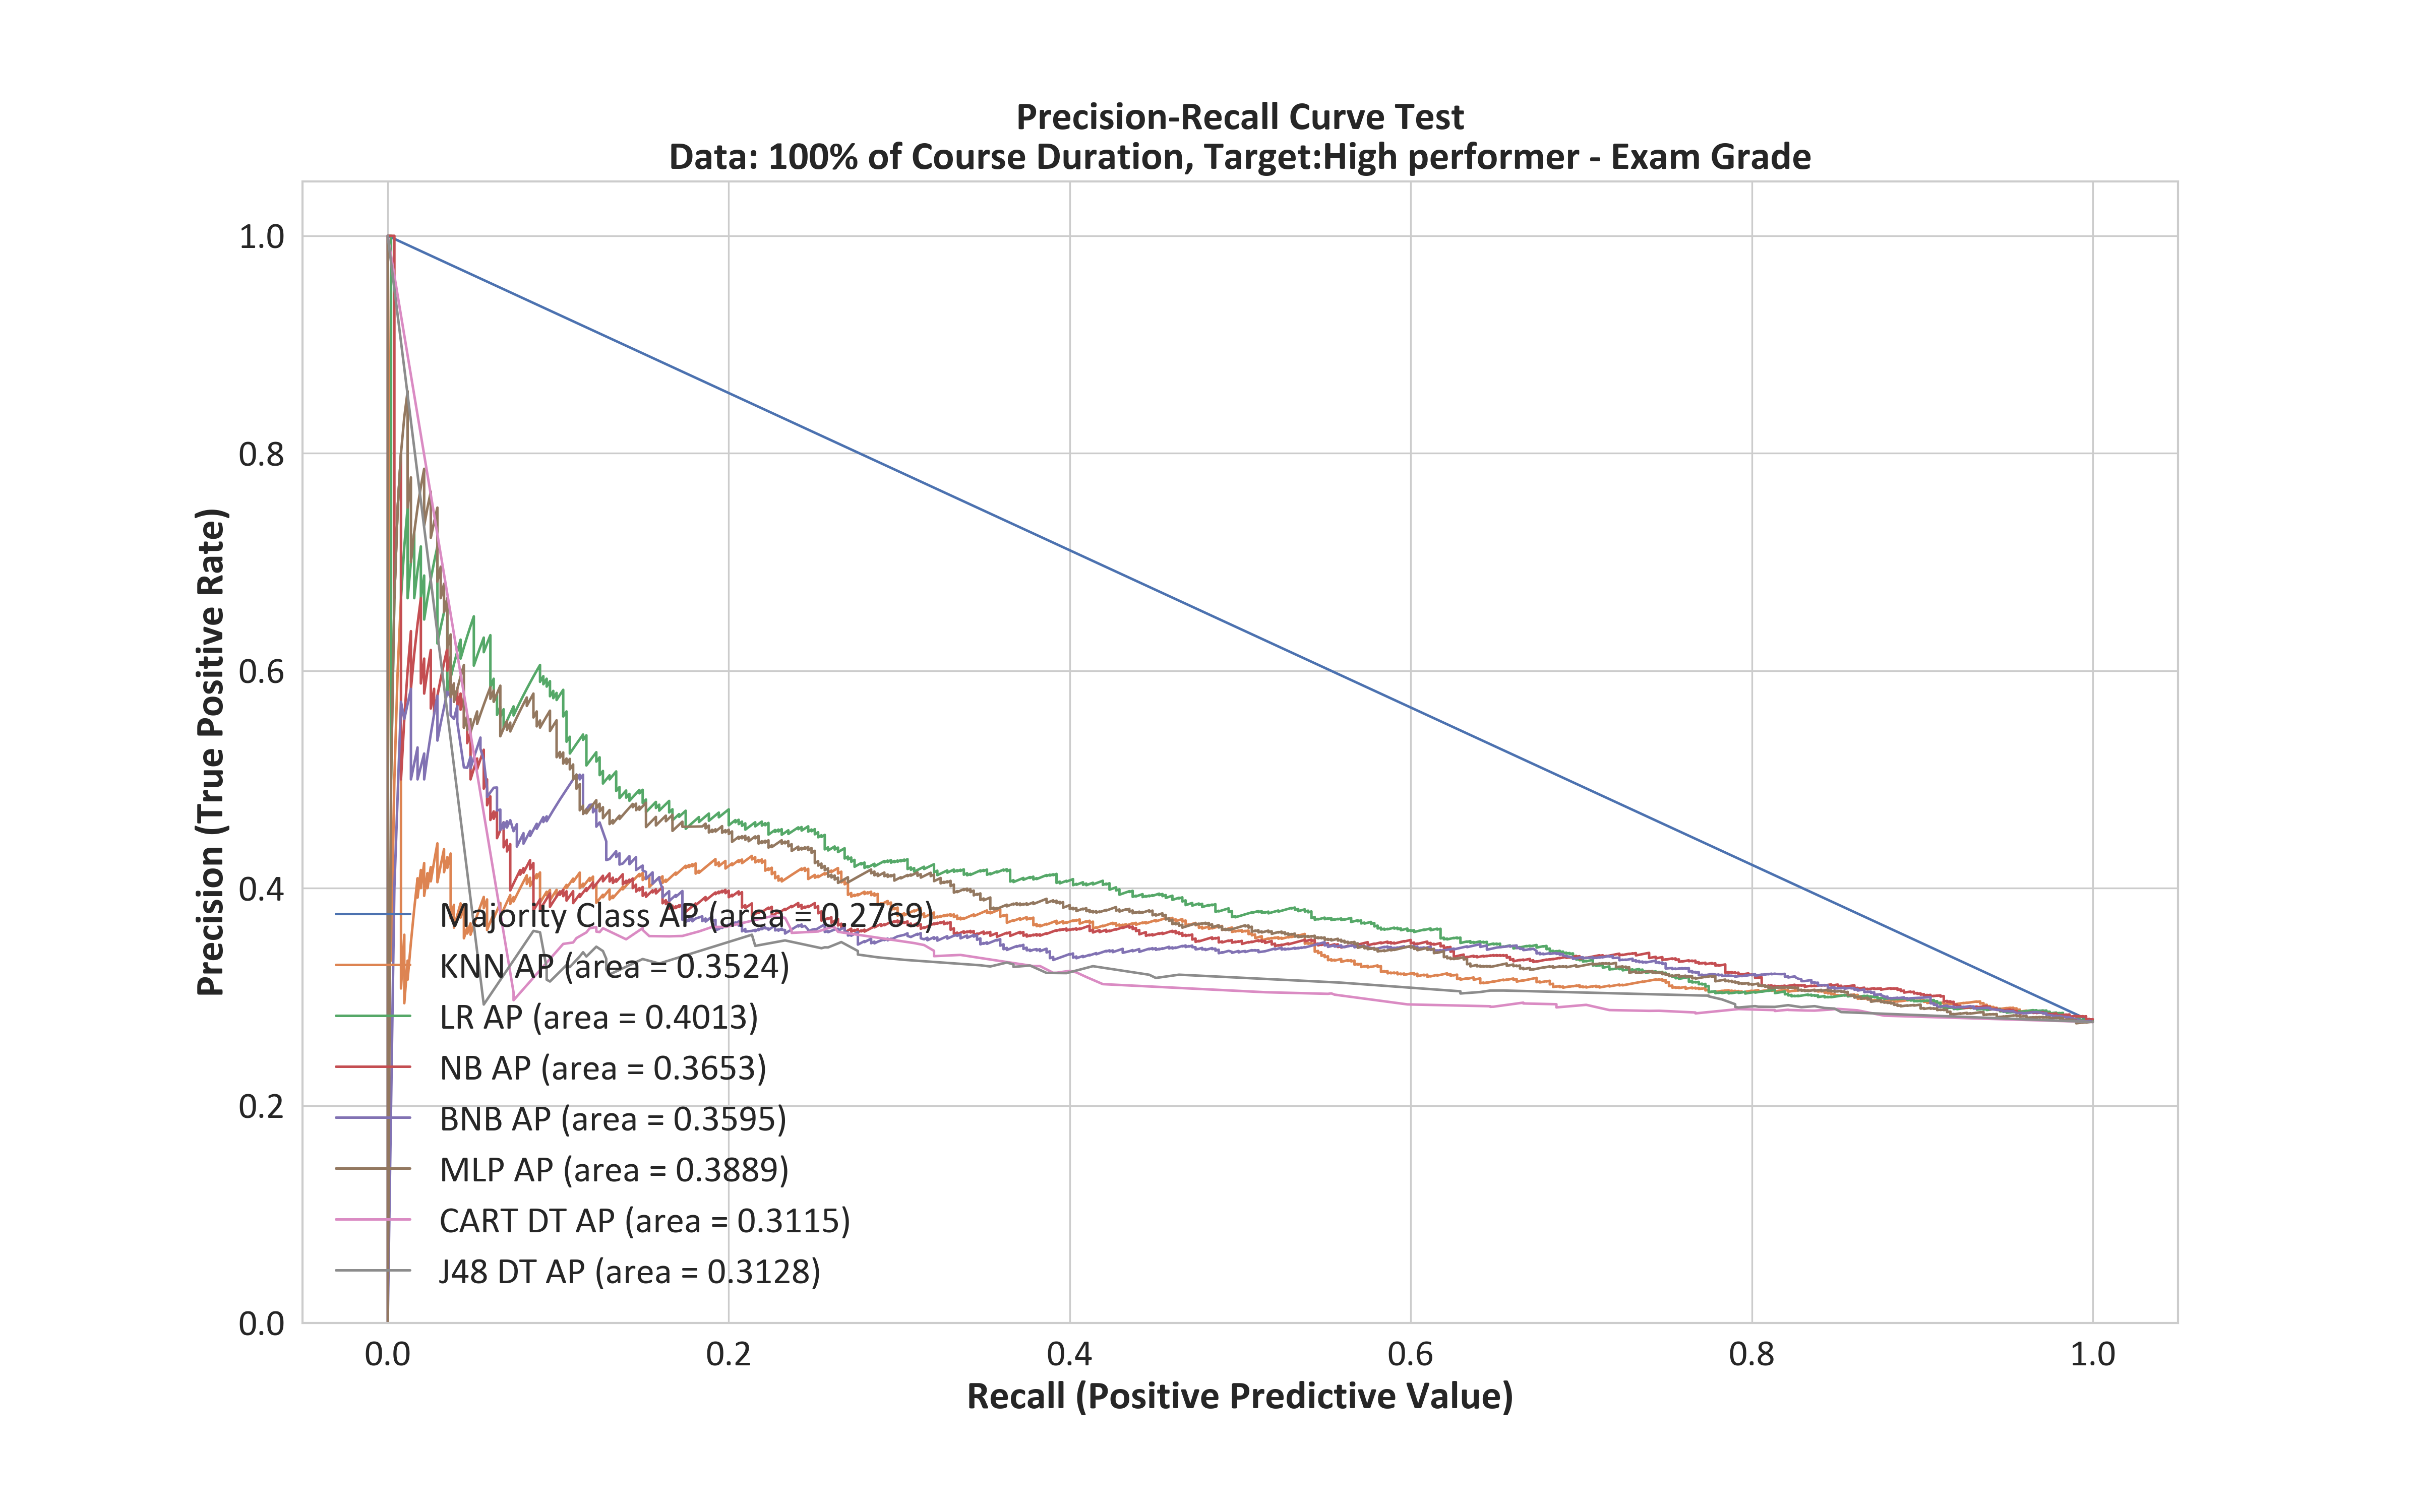 Precision-Recall Curve Test
Data: 100% of Course Duration, Target:High performer - Exam Grade
Precision (True Positive Rate)
1.0
0.8
0.6
0.4
0.2
0.0
Majority Class AP (area = 0.2769)
KNN AP (area = 0.3524)
LR AP (area = 0.4013)
NB AP (area = 0.3653)
BNB AP (area = 0.3595)
MLP AP (area = 0.3889)
CART DT AP (area = 0.3115)
J48 DT AP (area = 0.3128)
0.0 0.2 0.4 0.6 0.8 1.0
Recall (Positive Predictive Value)